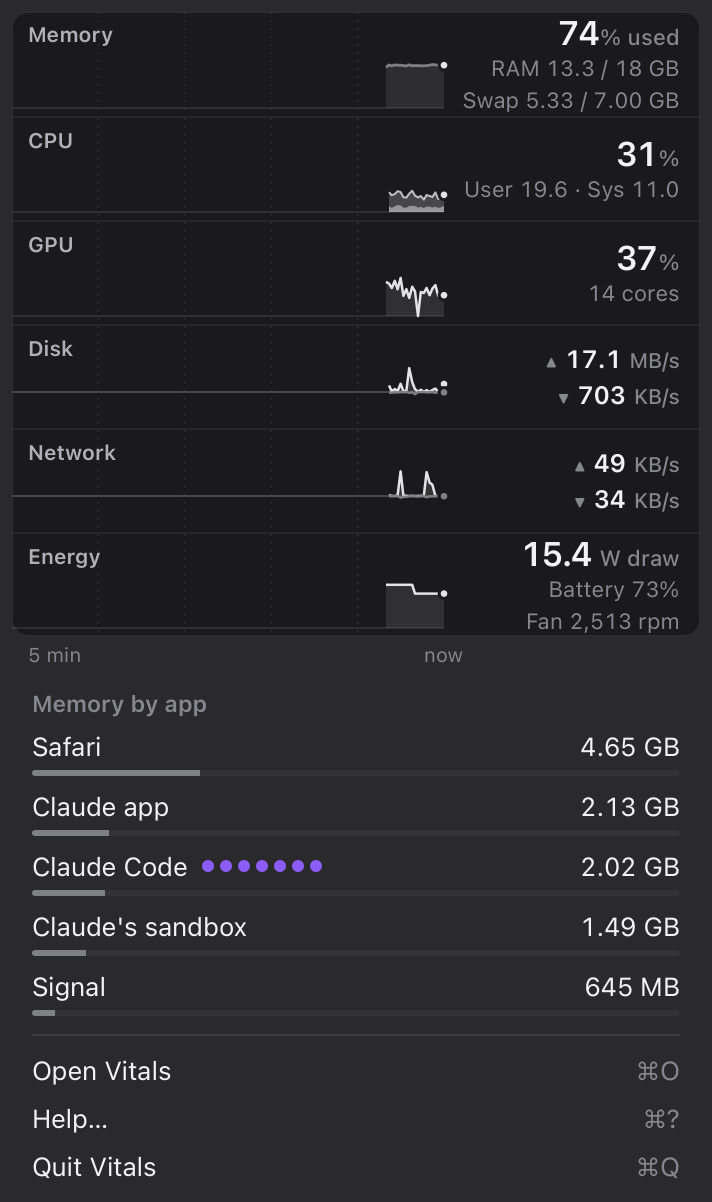 Memory
74% used
RAM 13.3 / 18 GB
Swap 5.33 / 7.00 GB
CPU
31%
User 19.6 · Sys 11.0
GPU
37%
14 cores
Disk
▲ 17.1 MB/s
▼ 703 KB/s
Network
▲ 49 KB/s
▼ 34 KB/s
Energy
15.4 W draw
Battery 73%
Fan 2,513 rpm
5 min now
Memory by app
Safari 4.65 GB
Claude app 2.13 GB
Claude Code 2.02 GB
Claude's sandbox 1.49 GB
Signal 645 MB
Open Vitals ⌘O
Help... ⌘?
Quit Vitals ⌘Q